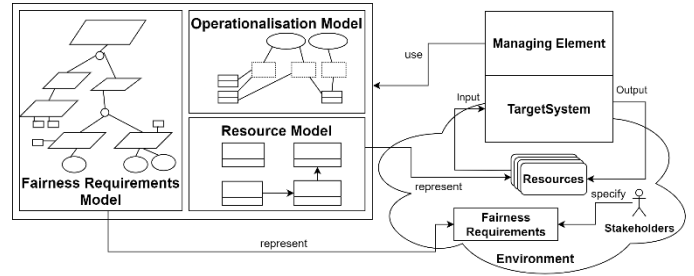 Operationalisation Model
Resource Model
Fairness Requirements
Model
use
Managing Element
TargetSystem
Input
Output
represent
Resources
specify
Fairness
Requirements
Stakeholders
Environment
represent